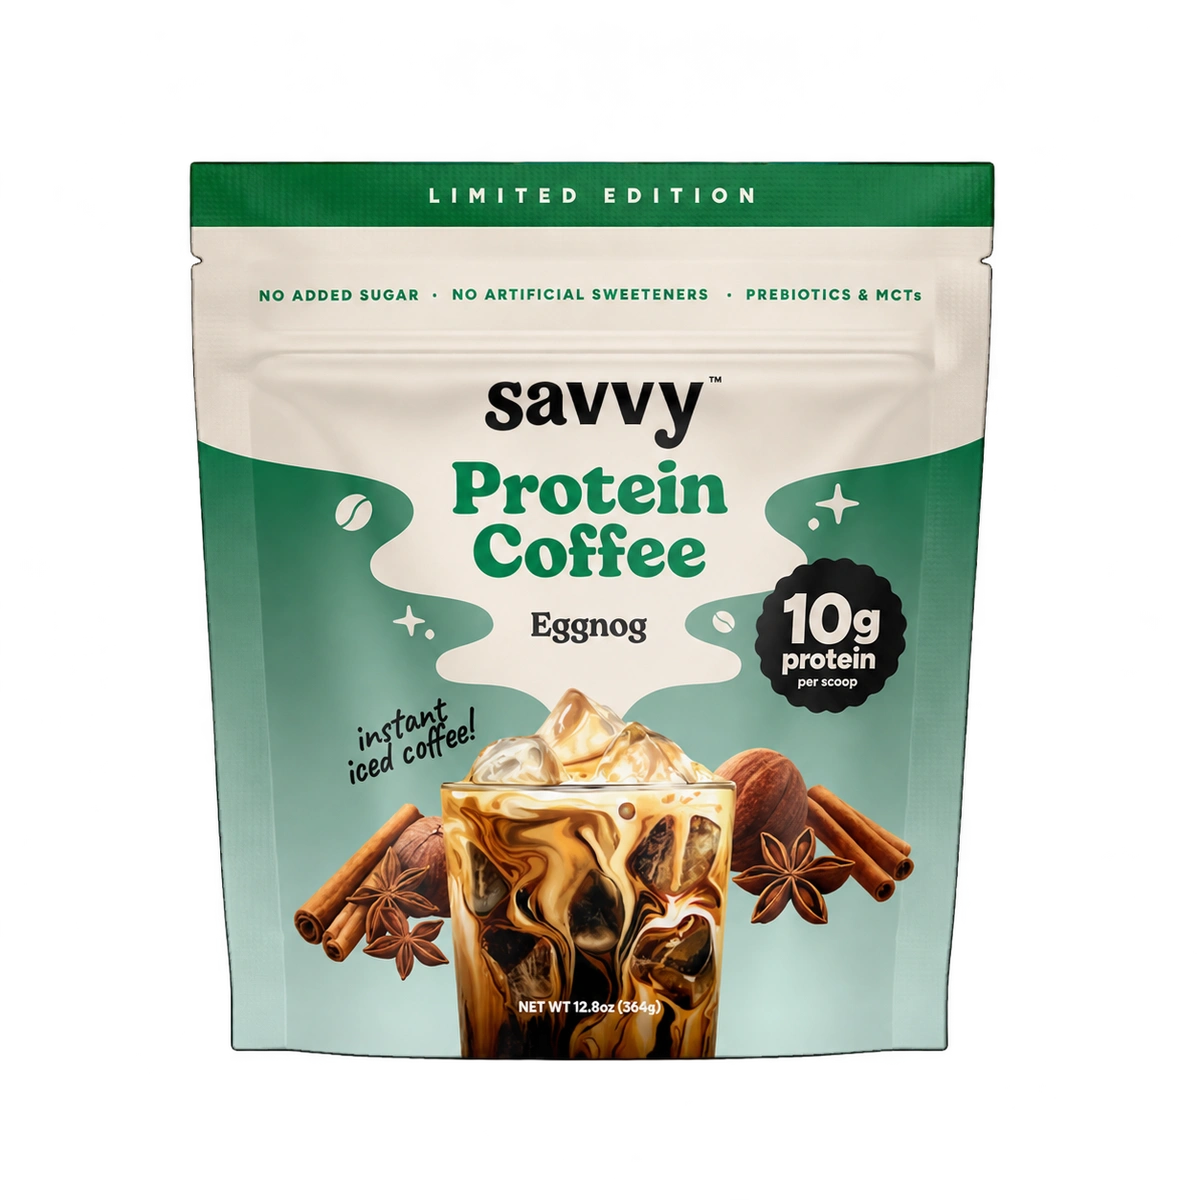 LIMITED EDITION
NO ADDED SUGAR · NO ARTIFICIAL SWEETENERS · PREBIOTICS & MCTs
savvy™
Protein
Coffee
Eggnog
10g
protein
per scoop
instant
iced coffee!
NET WT 12.8oz (364g)